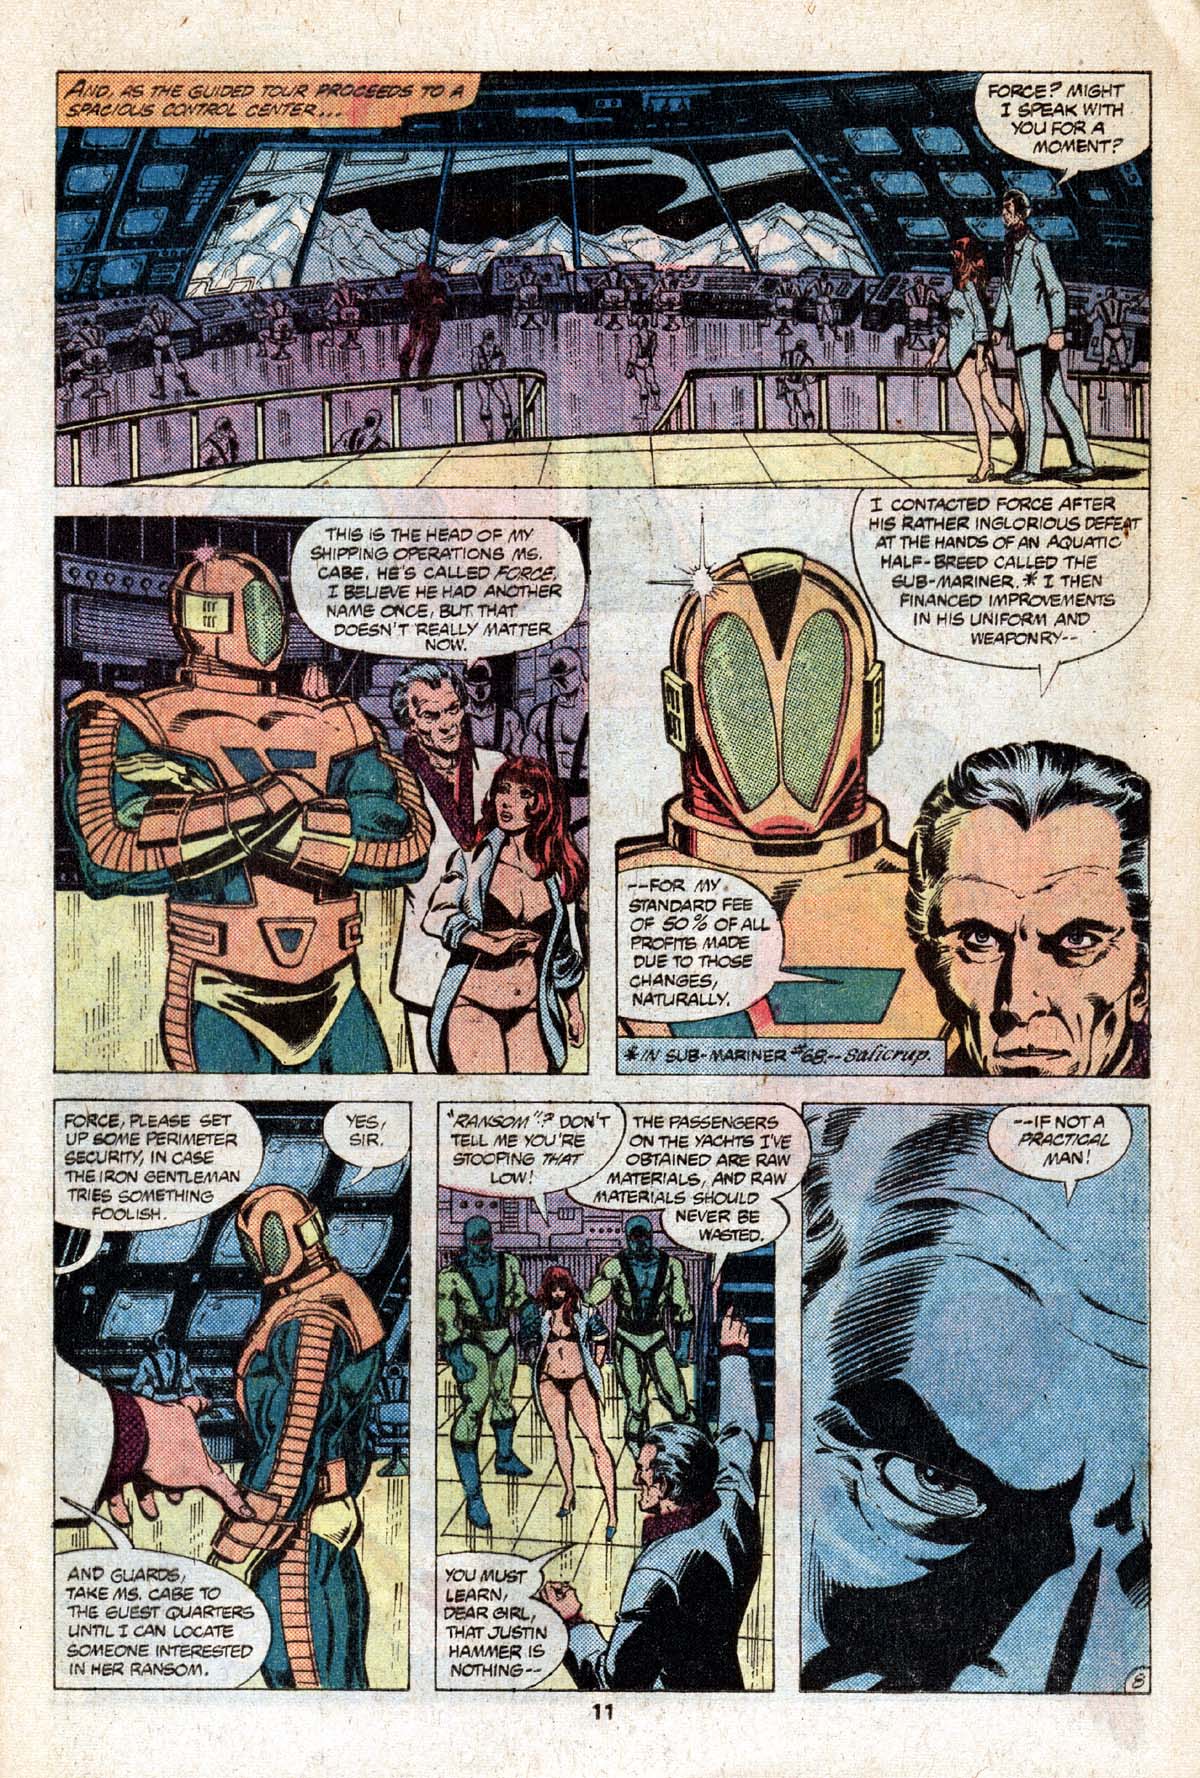 AND, AS THE GUIDED TOUR PROCEEDS TO A
SPACIOUS CONTROL CENTER...
FORCE? MIGHT
I SPEAK WITH
YOU FOR A
MOMENT?
THIS IS THE HEAD OF MY
SHIPPING OPERATIONS MS.
CABE. HE'S CALLED FORCE.
I BELIEVE HE HAD ANOTHER
NAME ONCE, BUT THAT
DOESN'T REALLY MATTER
NOW.
I CONTACTED FORCE AFTER
HIS RATHER INGLORIOUS DEFEAT
AT THE HANDS OF AN AQUATIC
HALF-BREED CALLED THE
SUB-MARINER.* I THEN
FINANCED IMPROVEMENTS
IN HIS UNIFORM AND
WEAPONRY--
--FOR MY
STANDARD FEE
OF 50% OF ALL
PROFITS MADE
DUE TO THOSE
CHANGES,
NATURALLY.
*IN SUB-MARINER #68.-- Salicrup.
FORCE, PLEASE SET
UP SOME PERIMETER
SECURITY, IN CASE
THE IRON GENTLEMAN
TRIES SOMETHING
FOOLISH.
YES,
SIR.
AND GUARDS,
TAKE MS. CABE TO
THE GUEST QUARTERS
UNTIL I CAN LOCATE
SOMEONE INTERESTED
IN HER RANSOM.
"RANSOM"? DON'T
TELL ME YOU'RE
STOOPING THAT
LOW!
THE PASSENGERS
ON THE YACHTS I'VE
OBTAINED ARE RAW
MATERIALS, AND RAW
MATERIALS SHOULD
NEVER BE
WASTED.
YOU MUST
LEARN,
DEAR GIRL,
THAT JUSTIN
HAMMER IS
NOTHING--
--IF NOT A
PRACTICAL
MAN!
8
11